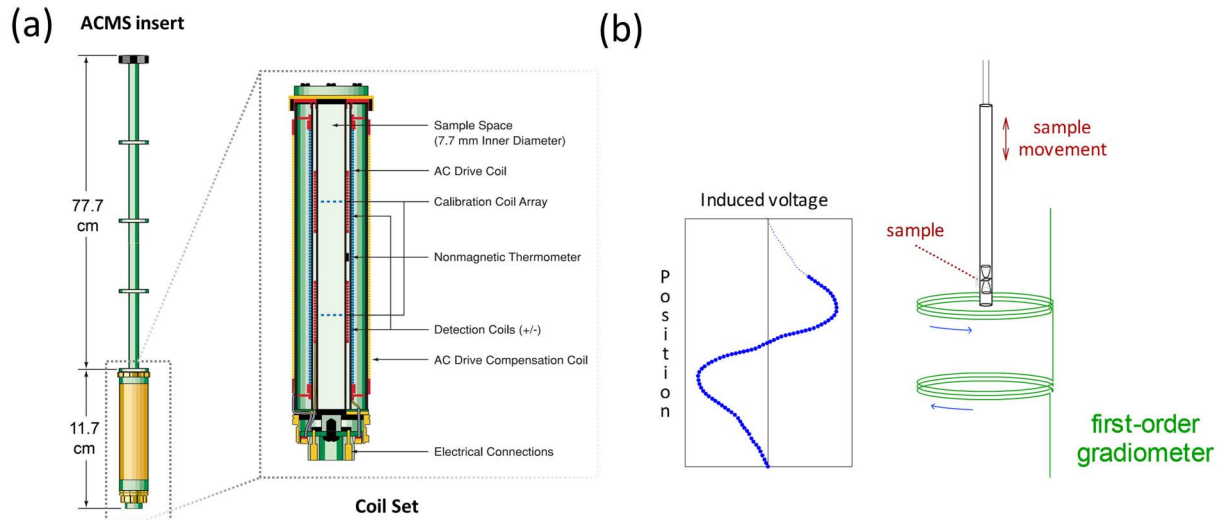 (a)
ACMS insert
77.7
cm
11.7
cm
Sample Space
(7.7 mm Inner Diameter)
AC Drive Coil
Calibration Coil Array
Nonmagnetic Thermometer
Detection Coils (+/-)
AC Drive Compensation Coil
Electrical Connections
Coil Set
(b)
Induced voltage
Position
sample
movement
sample
first-order
gradiometer